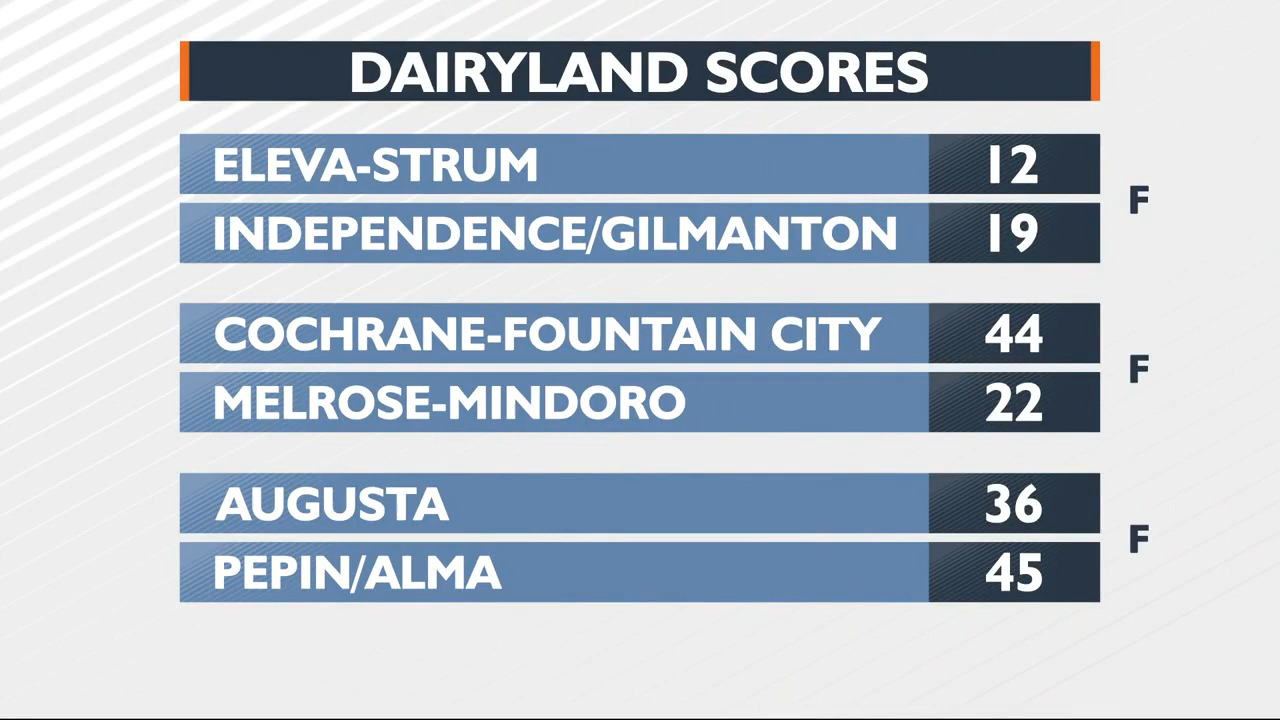 DAIRYLAND SCORES
ELEVA-STRUM 12
F
INDEPENDENCE/GILMANTON 19
COCHRANE-FOUNTAIN CITY 44
F
MELROSE-MINDORO 22
AUGUSTA 36
F
PEPIN/ALMA 45